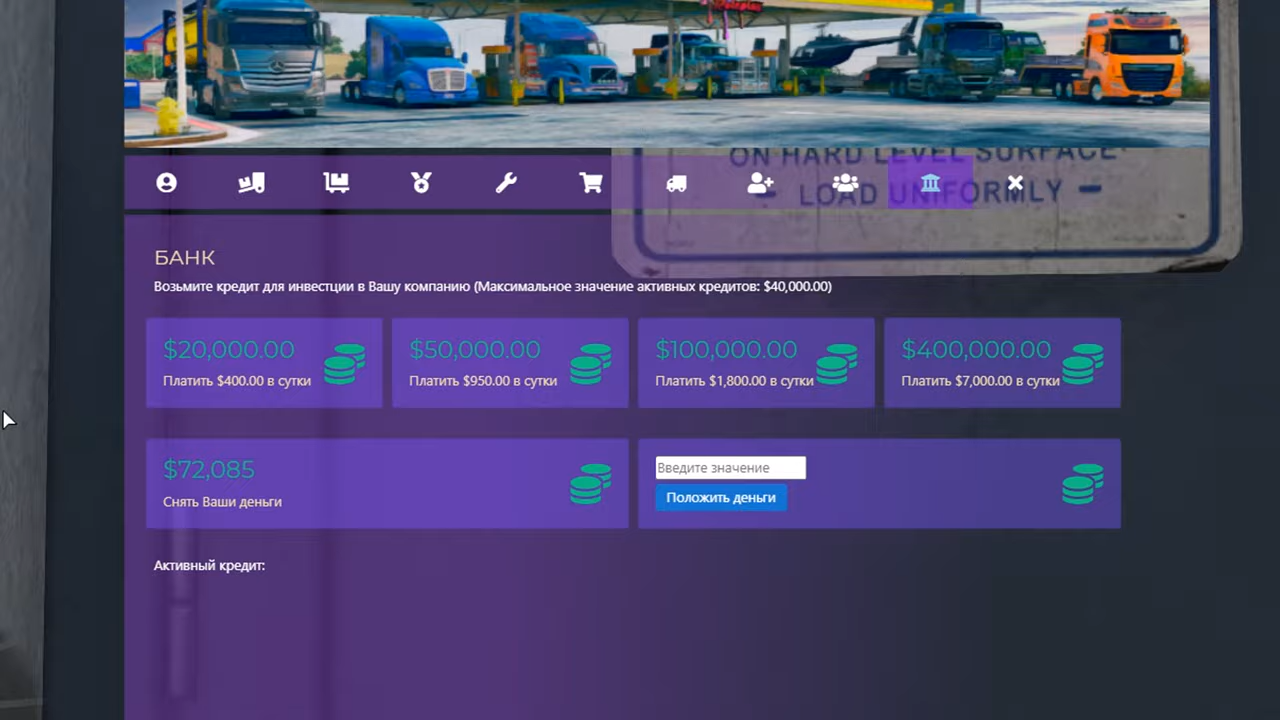 ON HARD LEVEL SURFACE
LOAD UNIFORMLY
БАНК
Возьмите кредит для инвестции в Вашу компанию (Максимальное значение активных кредитов: $40,000.00)
$20,000.00
Платить $400.00 в сутки
$50,000.00
Платить $950.00 в сутки
$100,000.00
Платить $1,800.00 в сутки
$400,000.00
Платить $7,000.00 в сутки
$72,085
Снять Ваши деньги
Введите значение
Положить деньги
Активный кредит: